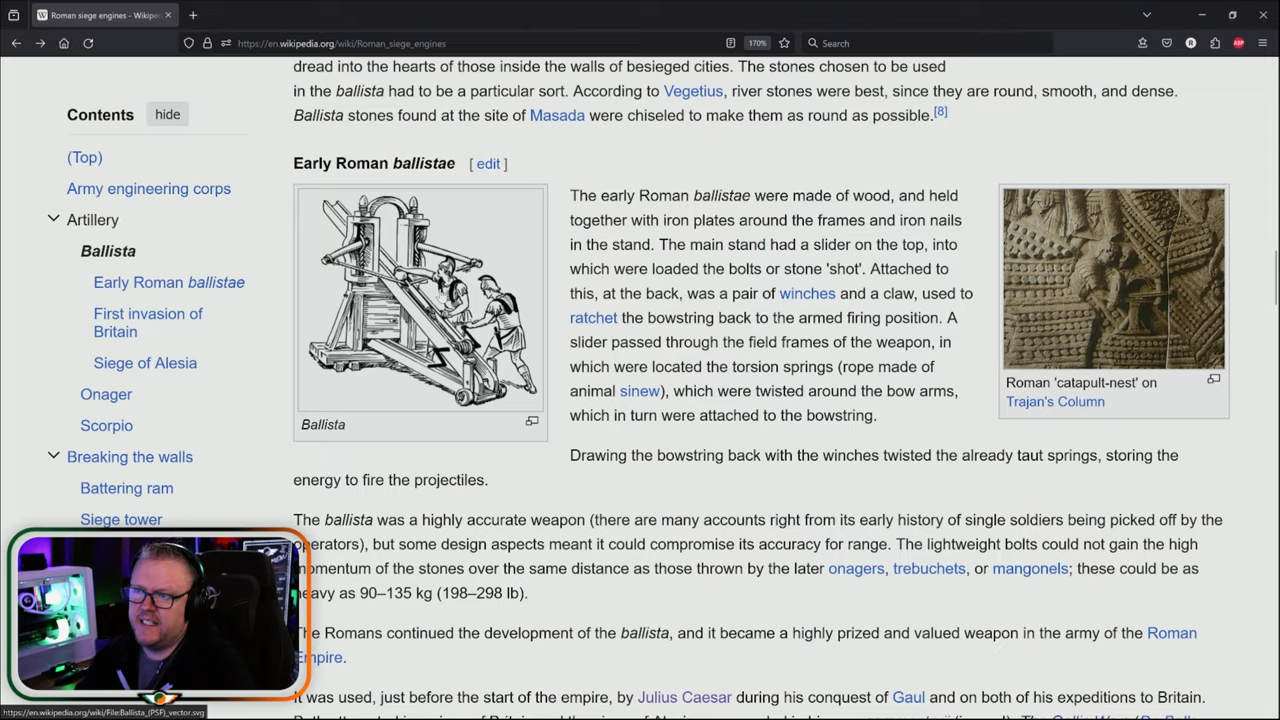 Roman siege engines - Wikipe
https://en.wikipedia.org/wiki/Roman_siege_engines
170%
Search
R
ABP
Contents
hide
(Top)
Army engineering corps
Artillery
Ballista
Early Roman ballistae
First invasion of
Britain
Siege of Alesia
Onager
Scorpio
Breaking the walls
Battering ram
Siege tower
dread into the hearts of those inside the walls of besieged cities. The stones chosen to be used
in the ballista had to be a particular sort. According to Vegetius, river stones were best, since they are round, smooth, and dense.
Ballista stones found at the site of Masada were chiseled to make them as round as possible.[8]
Early Roman ballistae [ edit ]
Ballista
The early Roman ballistae were made of wood, and held
together with iron plates around the frames and iron nails
in the stand. The main stand had a slider on the top, into
which were loaded the bolts or stone 'shot'. Attached to
this, at the back, was a pair of winches and a claw, used to
ratchet the bowstring back to the armed firing position. A
slider passed through the field frames of the weapon, in
which were located the torsion springs (rope made of
animal sinew), which were twisted around the bow arms,
which in turn were attached to the bowstring.
Roman 'catapult-nest' on
Trajan's Column
Drawing the bowstring back with the winches twisted the already taut springs, storing the
energy to fire the projectiles.
The ballista was a highly accurate weapon (there are many accounts right from its early history of single soldiers being picked off by the
operators), but some design aspects meant it could compromise its accuracy for range. The lightweight bolts could not gain the high
momentum of the stones over the same distance as those thrown by the later onagers, trebuchets, or mangonels; these could be as
heavy as 90–135 kg (198–298 lb).
The Romans continued the development of the ballista, and it became a highly prized and valued weapon in the army of the Roman
Empire.
It was used, just before the start of the empire, by Julius Caesar during his conquest of Gaul and on both of his expeditions to Britain.
https://en.wikipedia.org/wiki/File:Ballista_(PSF)_vector.svg